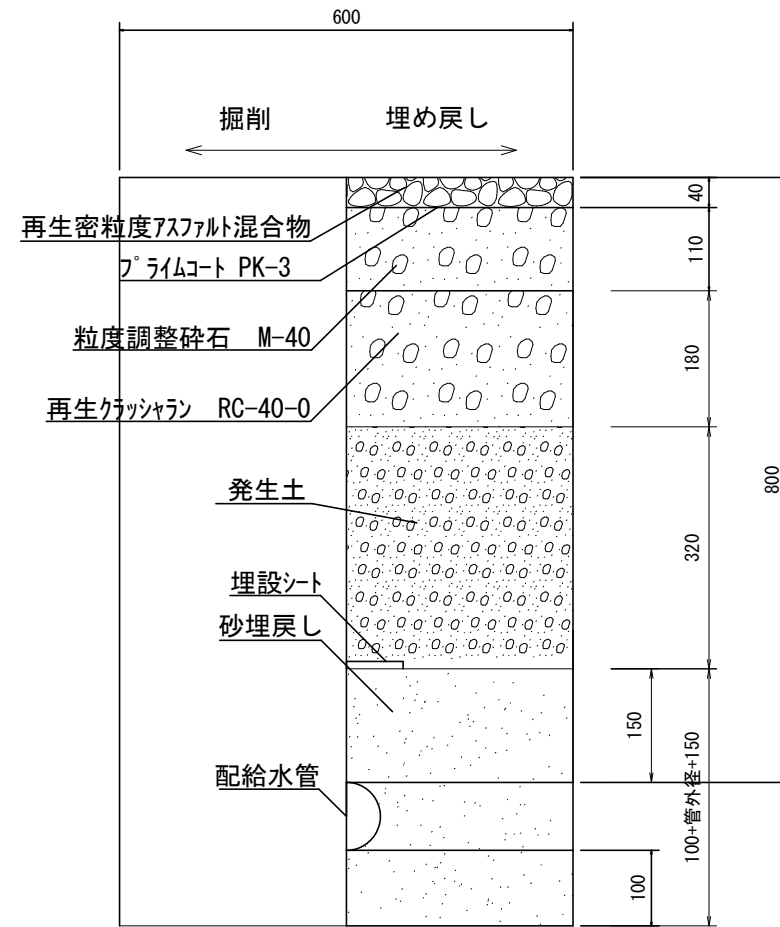 600
掘削
埋め戻し
40
再生密粒度ｱｽﾌｧﾙﾄ混合物
110
ﾌﾟﾗｲﾑｺｰﾄ PK-3
粒度調整砕石 M-40
180
再生ｸﾗｯｼｬﾗﾝ RC-40-0
800
発生土
320
埋設ｼｰﾄ
砂埋戻し
150
配給水管
100+管外径+150
100